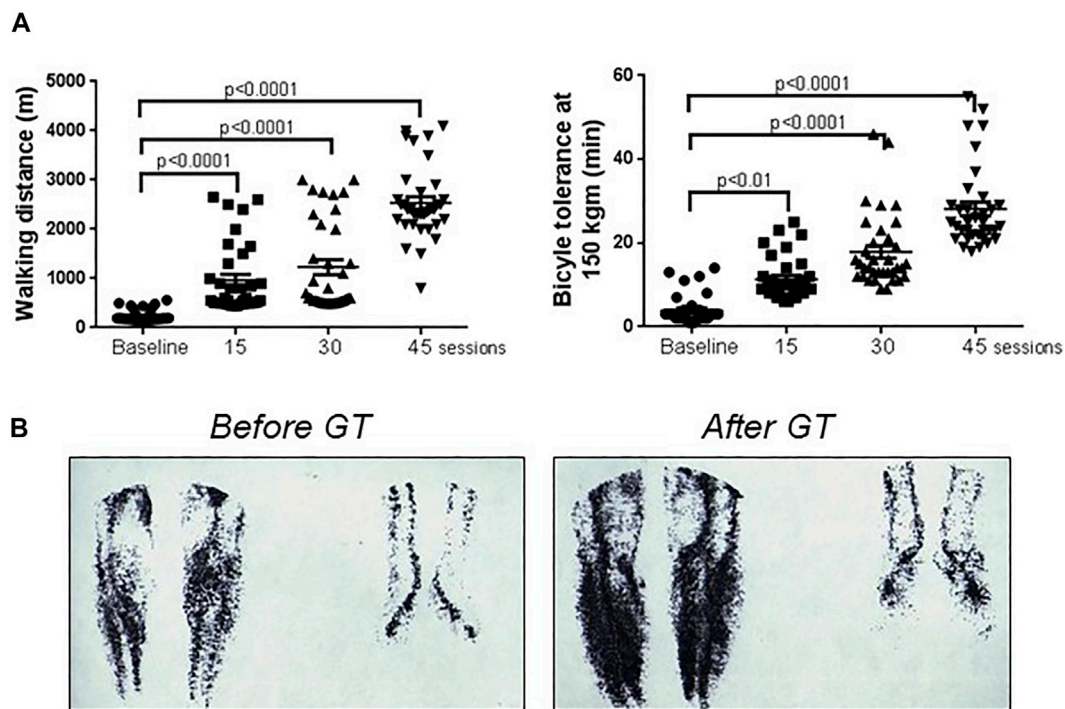 A
Walking distance (m)
5000
4000
3000
2000
1000
0
p<0.0001
p<0.0001
p<0.0001
Baseline 15 30 45 sessions
Bicyle tolerance at
150 kgm (min)
60
40
20
0
p<0.0001
p<0.0001
p<0.01
Baseline 15 30 45 sessions
B
Before GT
After GT